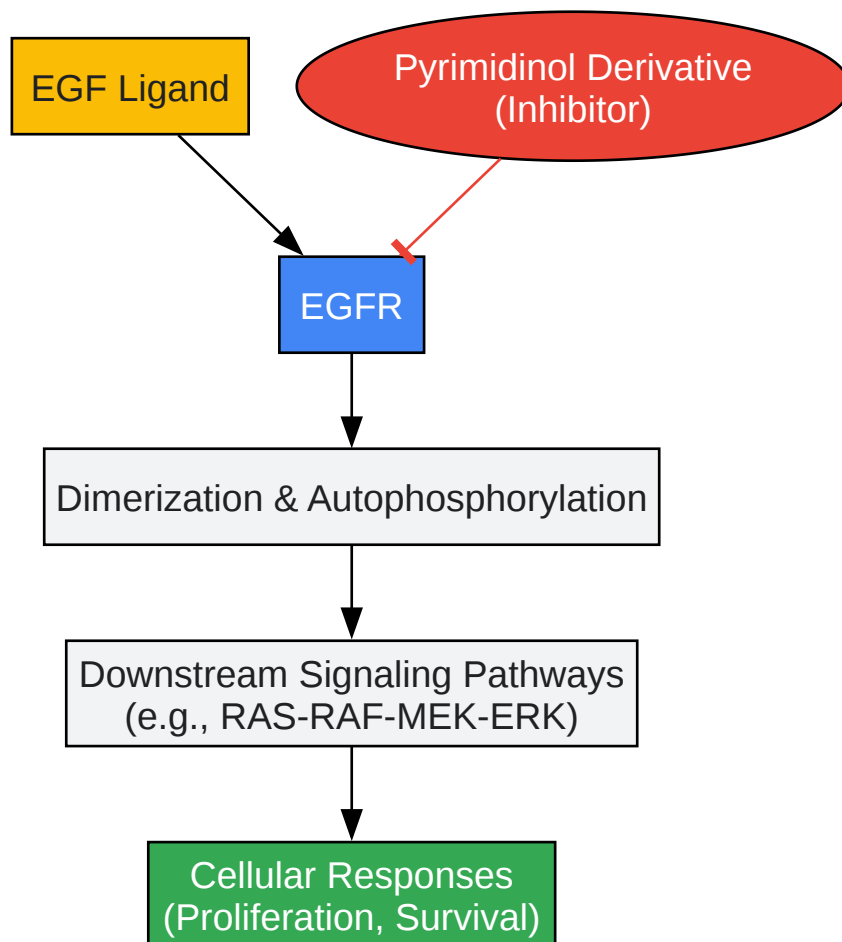 EGF Ligand
Pyrimidinol Derivative
(Inhibitor)
EGFR
Dimerization & Autophosphorylation
Downstream Signaling Pathways
(e.g., RAS-RAF-MEK-ERK)
Cellular Responses
(Proliferation, Survival)